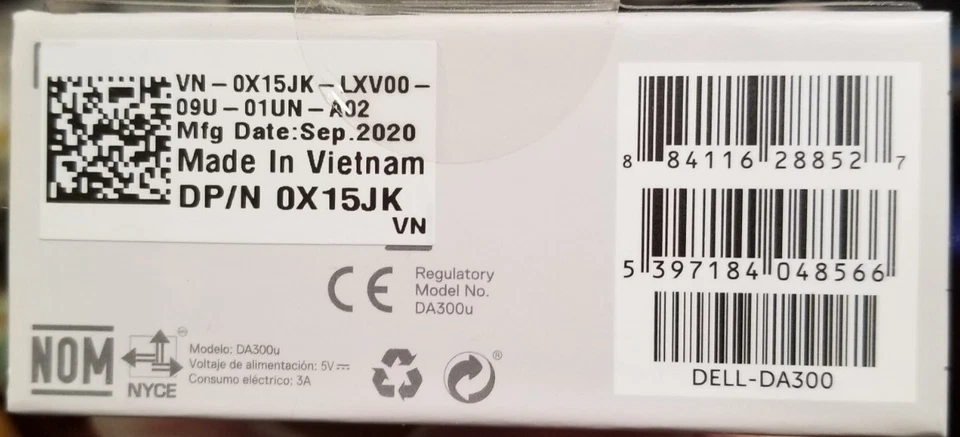 VN-0X15JK-LXV00-
09U-01UN-A02
Mfg Date:Sep.2020
Made In Vietnam
DP/N 0X15JK
VN
CE
Regulatory
Model No.
DA300u
NOM
NYCE
Modelo: DA300u
Voltaje de alimentación: 5V⎓
Consumo eléctrico: 3A
®
8 84116 28852 7
5 397184 048566
DELL-DA300